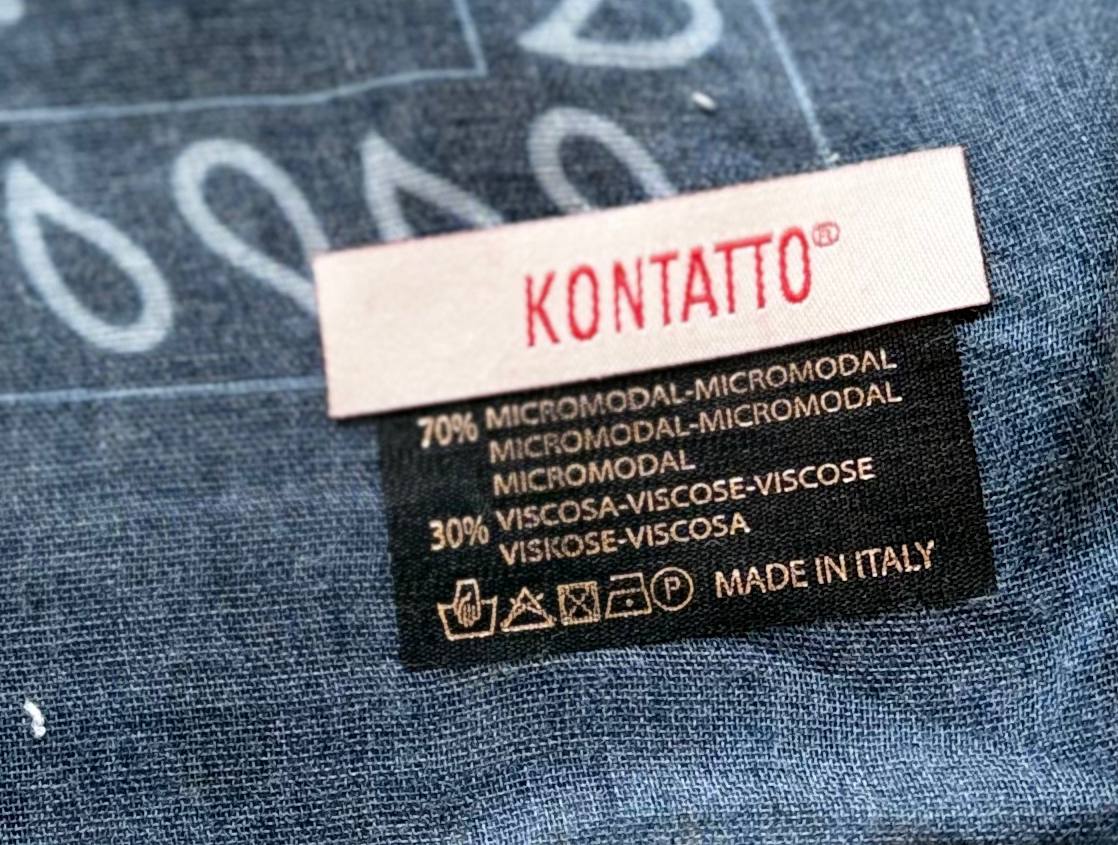 KONTATTO®
70% MICROMODAL-MICROMODAL
MICROMODAL-MICROMODAL
MICROMODAL
30% VISCOSA-VISCOSE-VISCOSE
VISKOSE-VISCOSA
P MADE IN ITALY